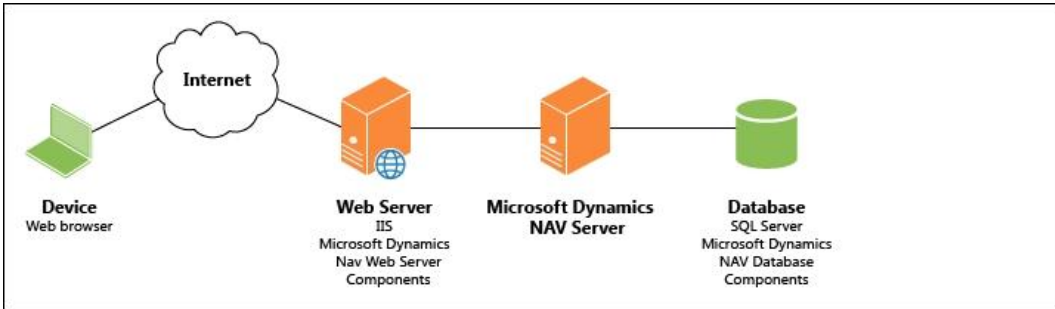 Internet
Device
Web browser
Web Server
IIS
Microsoft Dynamics
Nav Web Server
Components
Microsoft Dynamics
NAV Server
Database
SQL Server
Microsoft Dynamics
NAV Database
Components